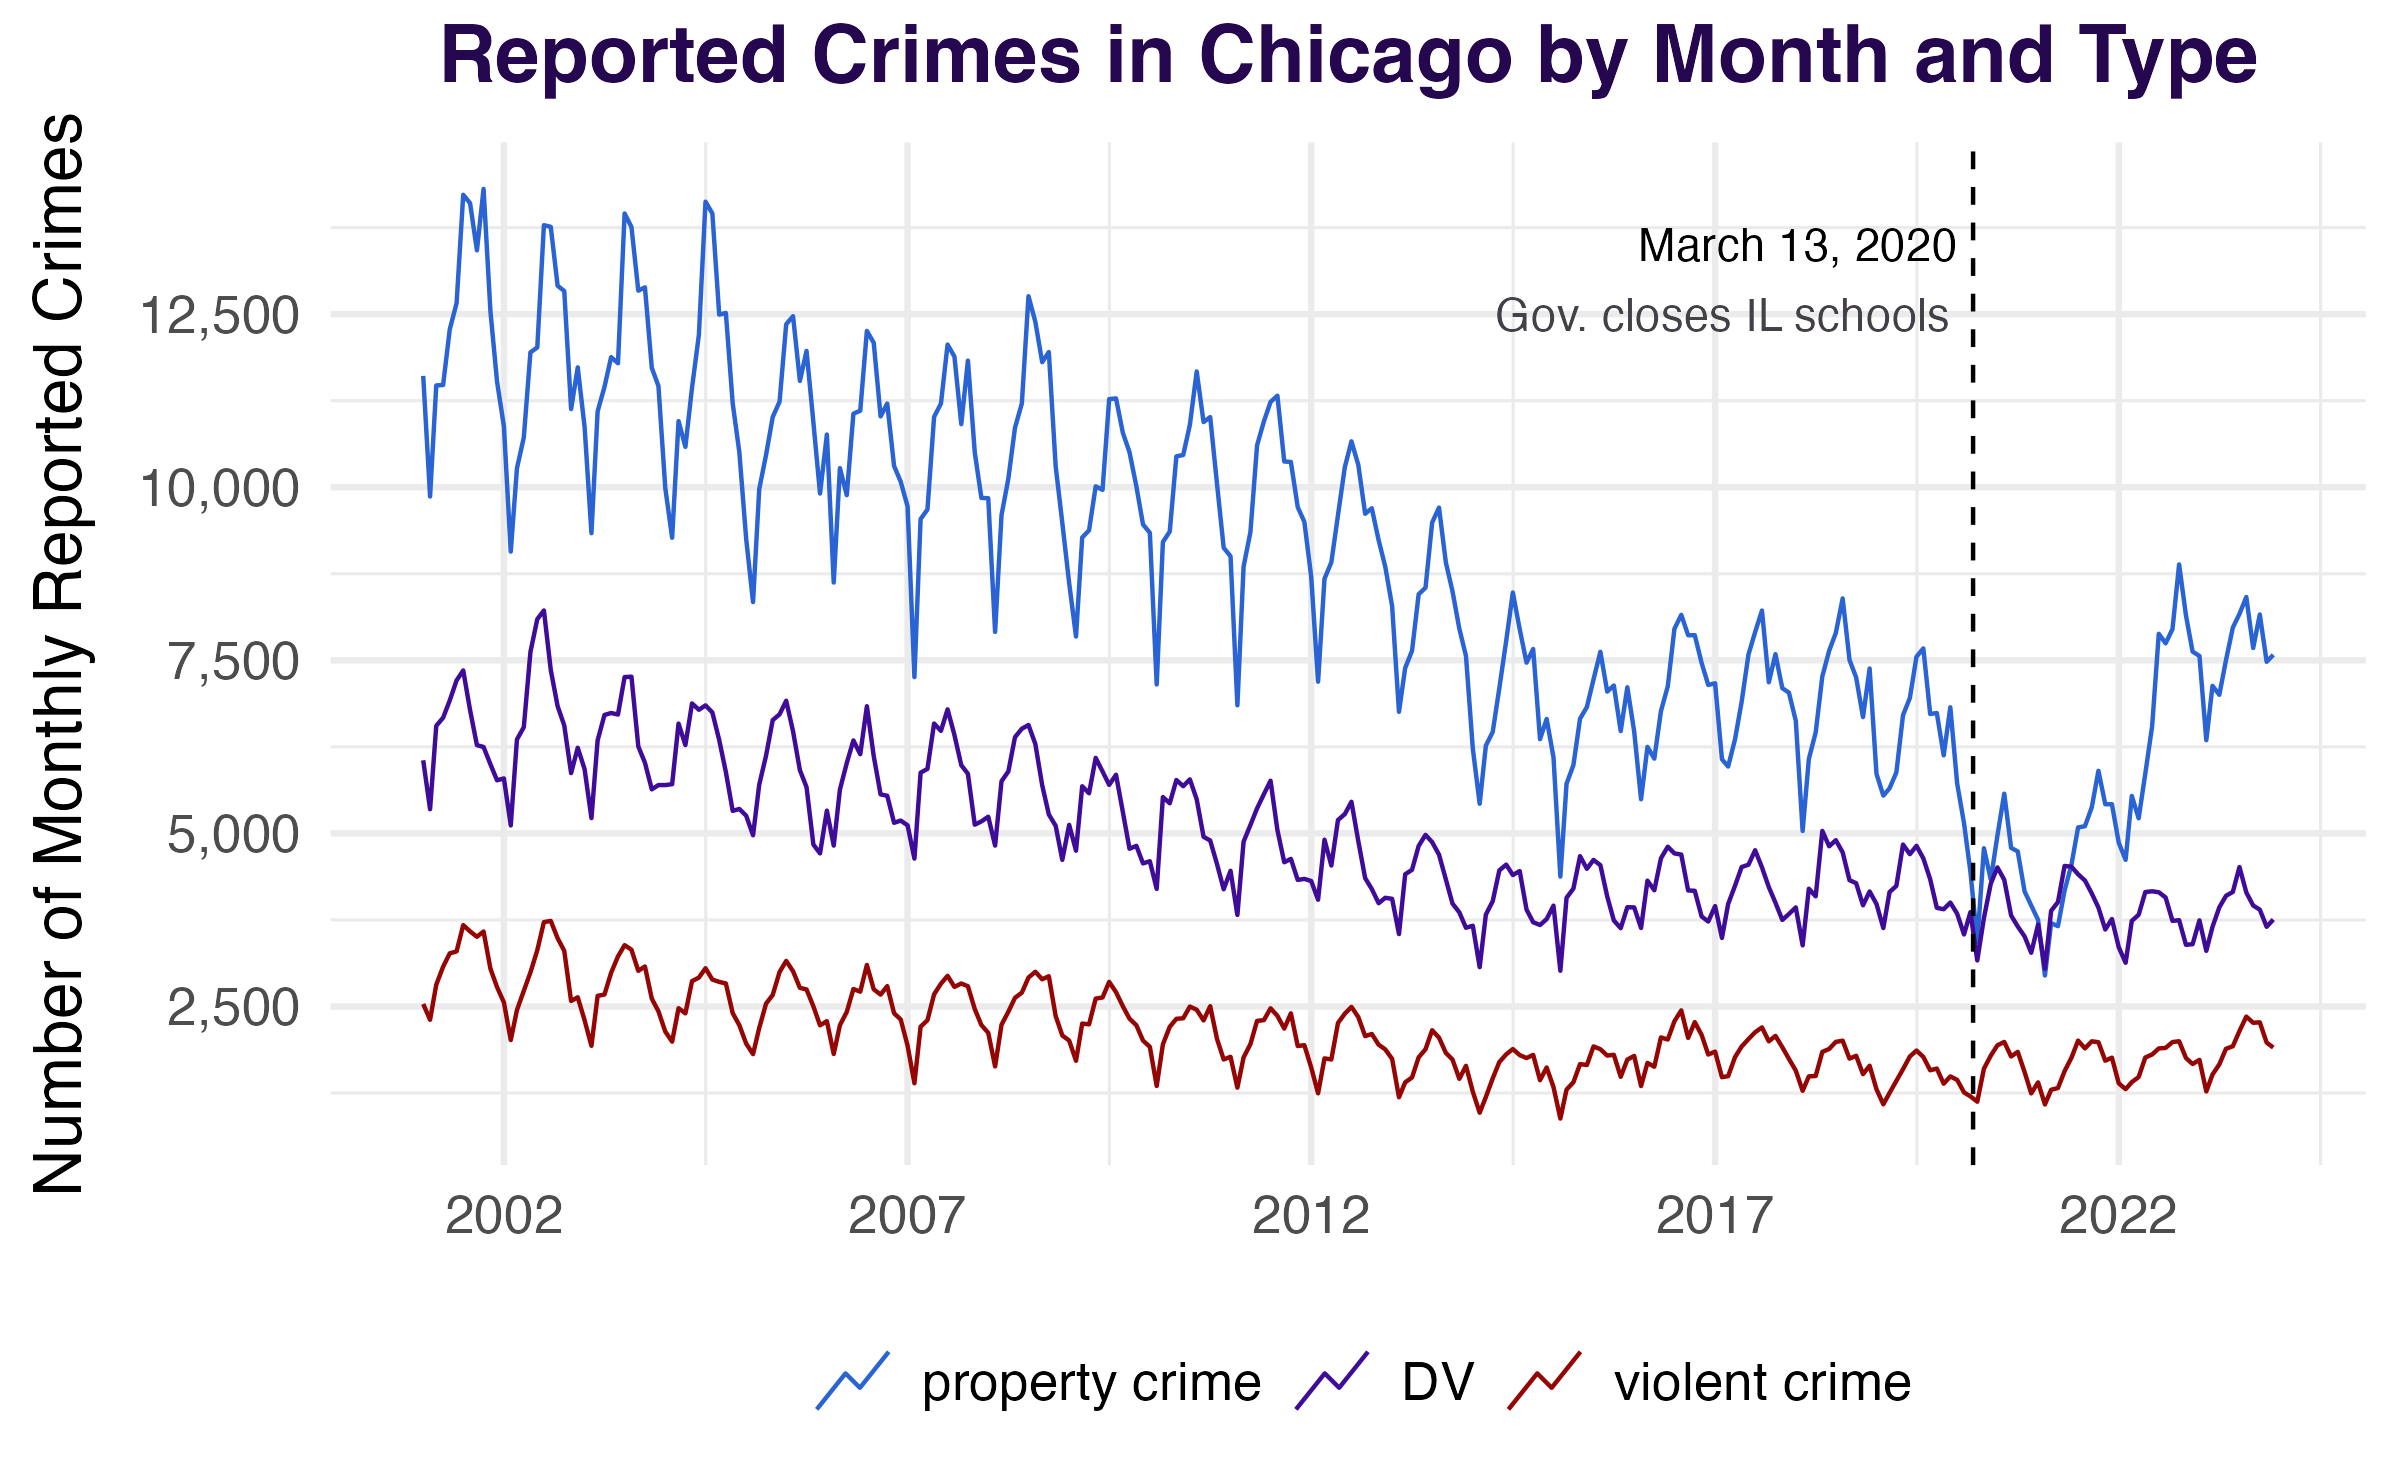 Reported Crimes in Chicago by Month and Type
Number of Monthly Reported Crimes
12,500
10,000
7,500
5,000
2,500
March 13, 2020
Gov. closes IL schools
2002
2007
2012
2017
2022
property crime
DV
violent crime